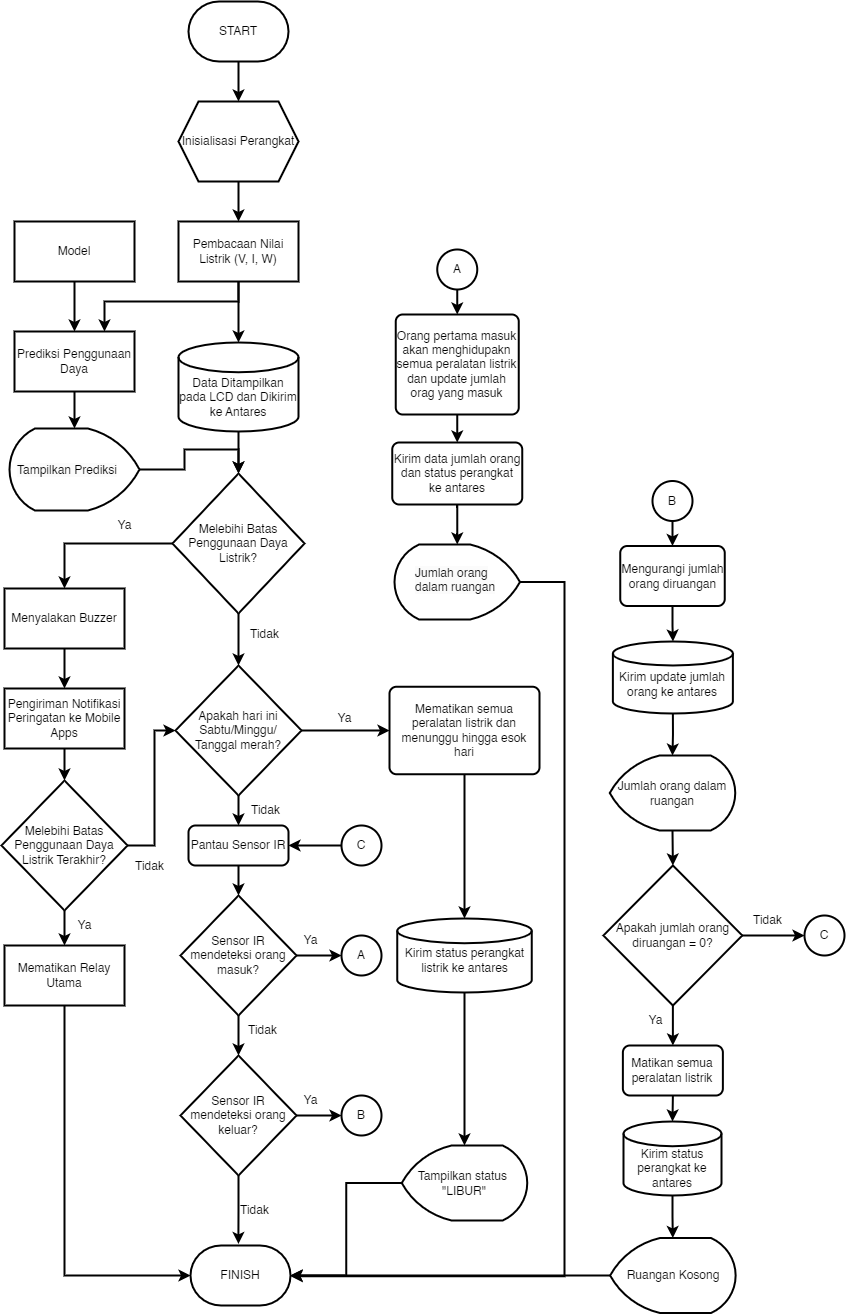 START
Inisialisasi Perangkat
Model
Pembacaan Nilai
Listrik (V, I, W)
Prediksi Penggunaan
Daya
Data Ditampilkan
pada LCD dan Dikirim
ke Antares
Tampilkan Prediksi
Melebihi Batas
Penggunaan Daya
Listrik?
Ya
Tidak
Menyalakan Buzzer
Pengiriman Notifikasi
Peringatan ke Mobile
Apps
Melebihi Batas
Penggunaan Daya
Listrik Terakhir?
Tidak
Ya
Mematikan Relay
Utama
Apakah hari ini
Sabtu/Minggu/
Tanggal merah?
Ya
Tidak
Pantau Sensor IR
C
Sensor IR
mendeteksi orang
masuk?
Ya
A
Tidak
Sensor IR
mendeteksi orang
keluar?
Ya
B
Tidak
FINISH
A
Orang pertama masuk
akan menghidupakn
semua peralatan listrik
dan update jumlah
orag yang masuk
Kirim data jumlah orang
dan status perangkat
ke antares
Jumlah orang
dalam ruangan
Mematikan semua
peralatan listrik dan
menunggu hingga esok
hari
Kirim status perangkat
listrik ke antares
Tampilkan status
"LIBUR"
B
Mengurangi jumlah
orang diruangan
Kirim update jumlah
orang ke antares
Jumlah orang dalam
ruangan
Apakah jumlah orang
diruangan = 0?
Tidak
C
Ya
Matikan semua
peralatan listrik
Kirim status
perangkat ke
antares
Ruangan Kosong